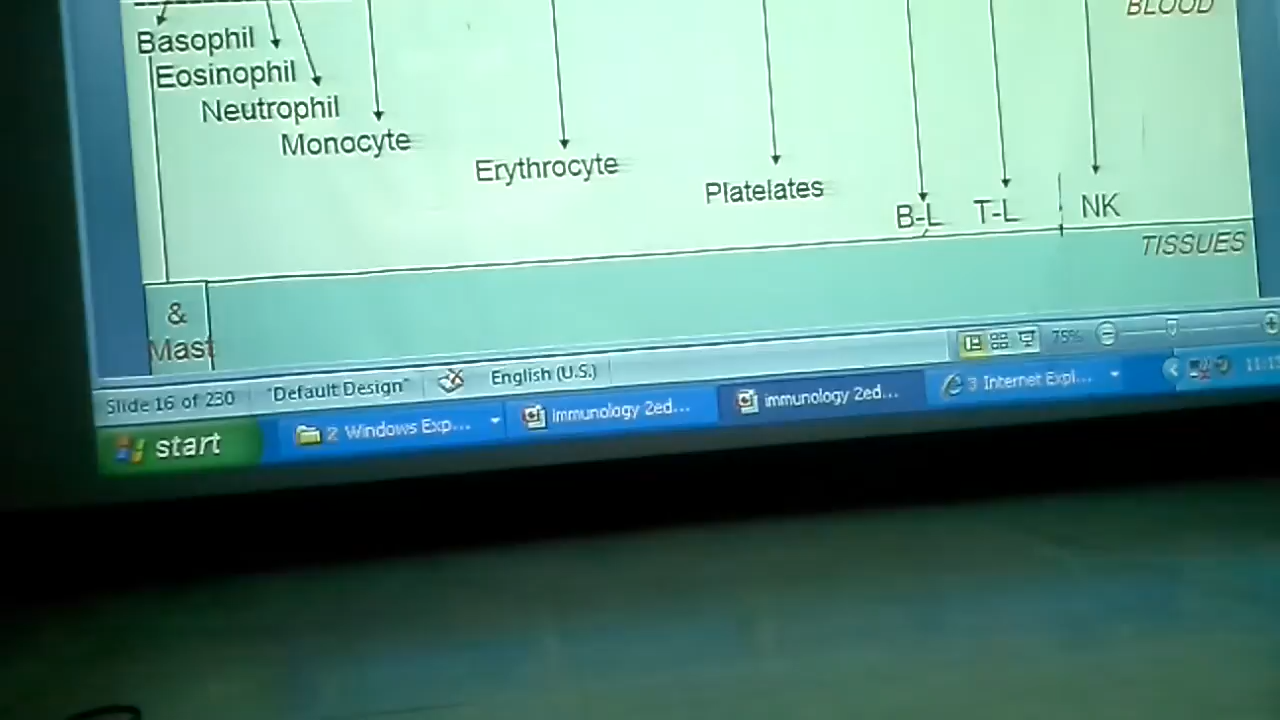 BLOOD
Basophil
Eosinophil
Neutrophil
Monocyte
Erythrocyte
Platelates
B-L
T-L
NK
TISSUES
&
Mast
75%
Slide 16 of 230
"Default Design"
English (U.S.)
start
2 Windows Exp...
Immunology 2ed...
immunology 2ed...
3 Internet Expl...